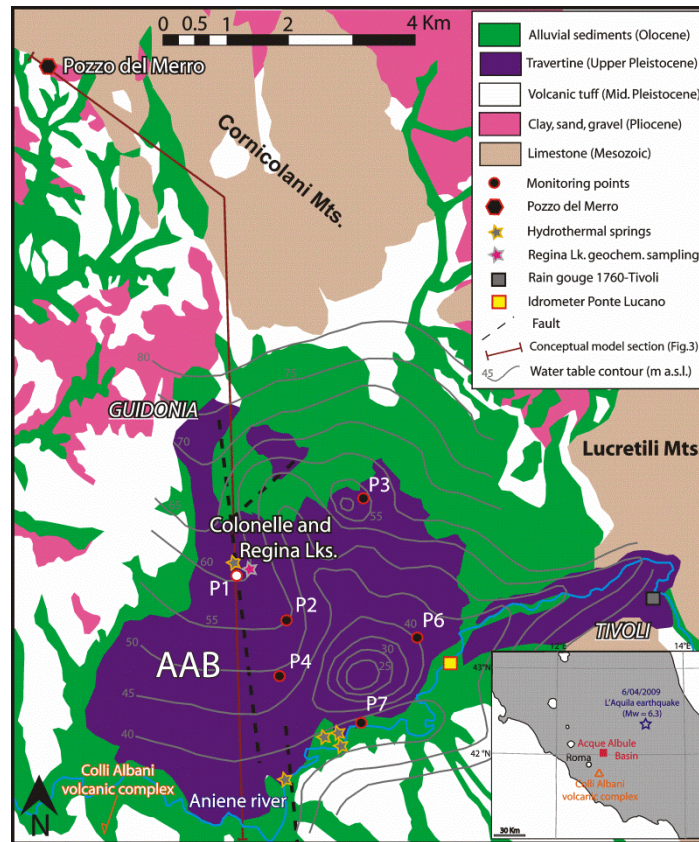 0 0.5 1 2 4 Km
Pozzo del Merro
Cornicolani Mts.
Alluvial sediments (Olocene)
Travertine (Upper Pleistocene)
Volcanic tuff (Mid. Pleistocene)
Clay, sand, gravel (Pliocene)
Limestone (Mesozoic)
Monitoring points
Pozzo del Merro
Hydrothermal springs
Regina Lk. geochem. sampling
Rain gouge 1760-Tivoli
Idrometer Ponte Lucano
Fault
Conceptual model section (Fig.3)
45 Water table contour (m a.s.l.)
80
75
GUIDONIA
70
65
Lucretili Mts
P3
55
Colonelle and
Regina Lks.
60
P1
P2
55
P6
40
30
25
TIVOLI
AAB
50
P4
45
P7
40
Colli Albani
volcanic complex
Aniene river
N
12 °E
14 °E
43 °N
6/04/2009
L'Aquila earthquake
(Mw = 6,3)
42 °N
Acque Albule
Basin
Roma
Colli Albani
volcanic complex
30 Km